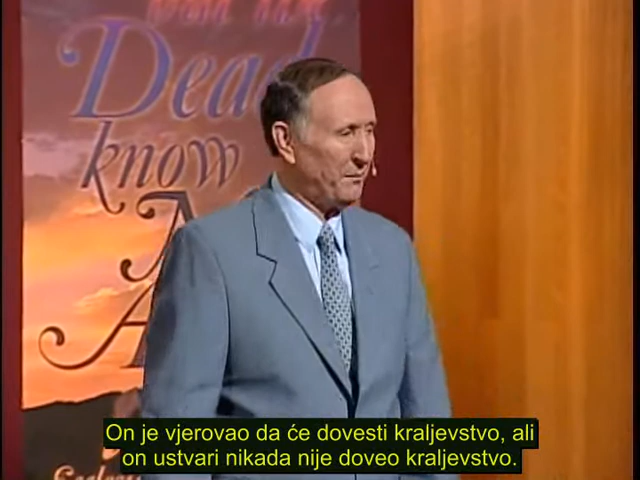 Dead
know
On je vjerovao da će dovesti kraljevstvo, ali
on ustvari nikada nije doveo kraljevstvo.